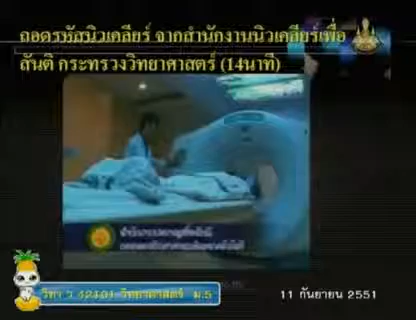 ถอดรหัสนิวเคลียร์ จากสำนักงานนิวเคลียร์เพื่อ
สันติ กระทรวงวิทยาศาสตร์ (14นาที)
วิชา ว 42101 วิทยาศาสตร์ ม.5
11 กันยายน 2551